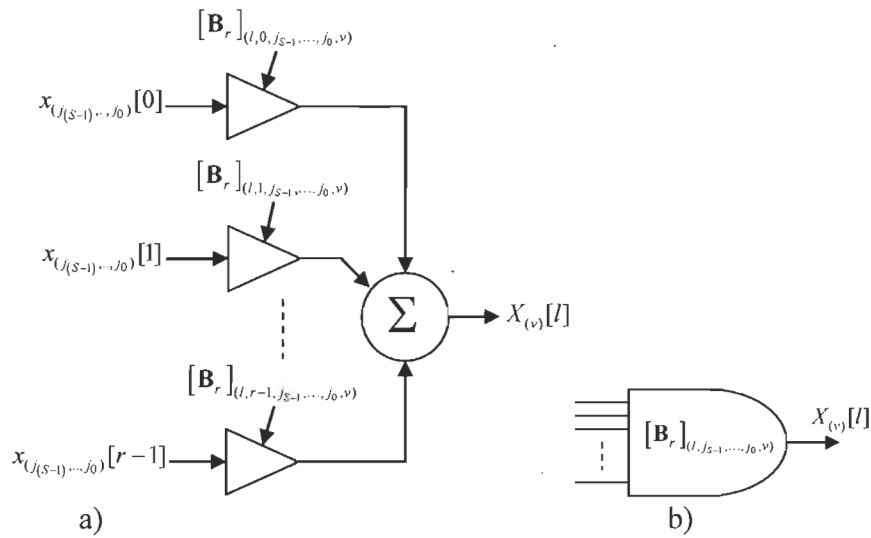 [B_r]_(l,0,j_{S-1},...,j_0,v)
x_(j_(S-1),...,j_0)[0]
[B_r]_(l,1,j_{S-1},...,j_0,v)
x_(j_(S-1),...,j_0)[1]
Σ
X_(v)[l]
[B_r]_(l,r-1,j_{S-1},...,j_0,v)
x_(j_(S-1),...,j_0)[r-1]
[B_r]_(l,j_{S-1},...,j_0,v)
X_(v)[l]
a)
b)